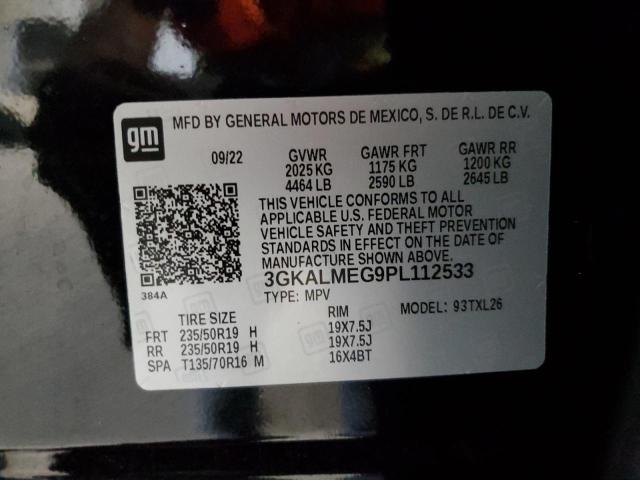 gm MFD BY GENERAL MOTORS DE MEXICO, S. DE R.L. DE C.V.
09/22 GVWR GAWR FRT GAWR RR
2025 KG 1175 KG 1200 KG
4464 LB 2590 LB 2645 LB
THIS VEHICLE CONFORMS TO ALL
APPLICABLE U.S. FEDERAL MOTOR
VEHICLE SAFETY AND THEFT PREVENTION
STANDARDS IN EFFECT ON THE DATE OF
MANUFACTURE SHOWN ABOVE.
3GKALMEG9PL112533
384A TYPE: MPV MODEL: 93TXL26
TIRE SIZE RIM
FRT 235/50R19 H 19X7.5J
RR 235/50R19 H 19X7.5J
SPA T135/70R16 M 16X4BT